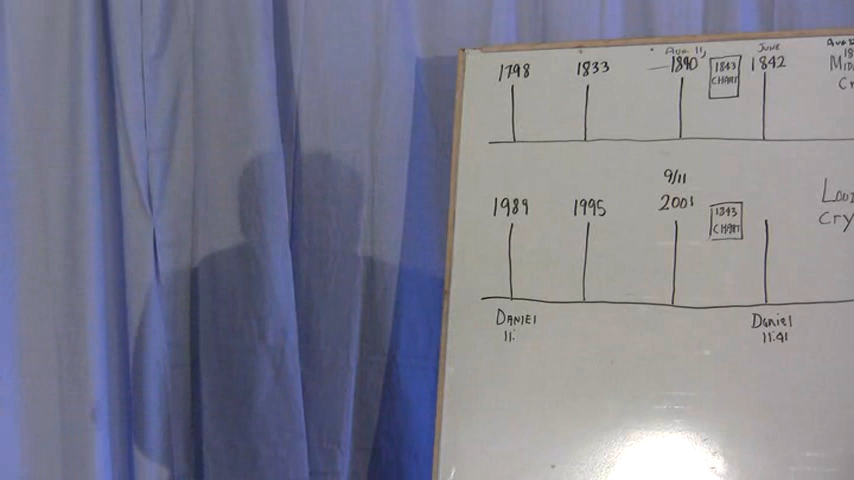 Aug 11, JUNE
1798 1833 1840 1843 CHART 1842
9/11
1989 1995 2001 1843 CHART
DANIEL Daniel
11: 11:41